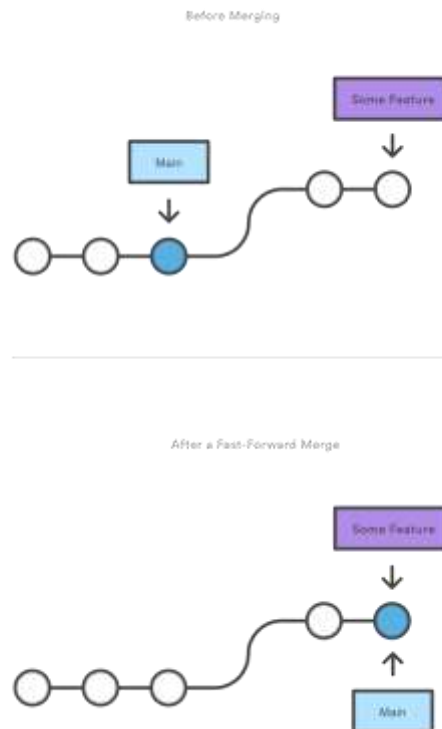 Before Merging
Some Feature
Main
After a Fast-Forward Merge
Some Feature
Main